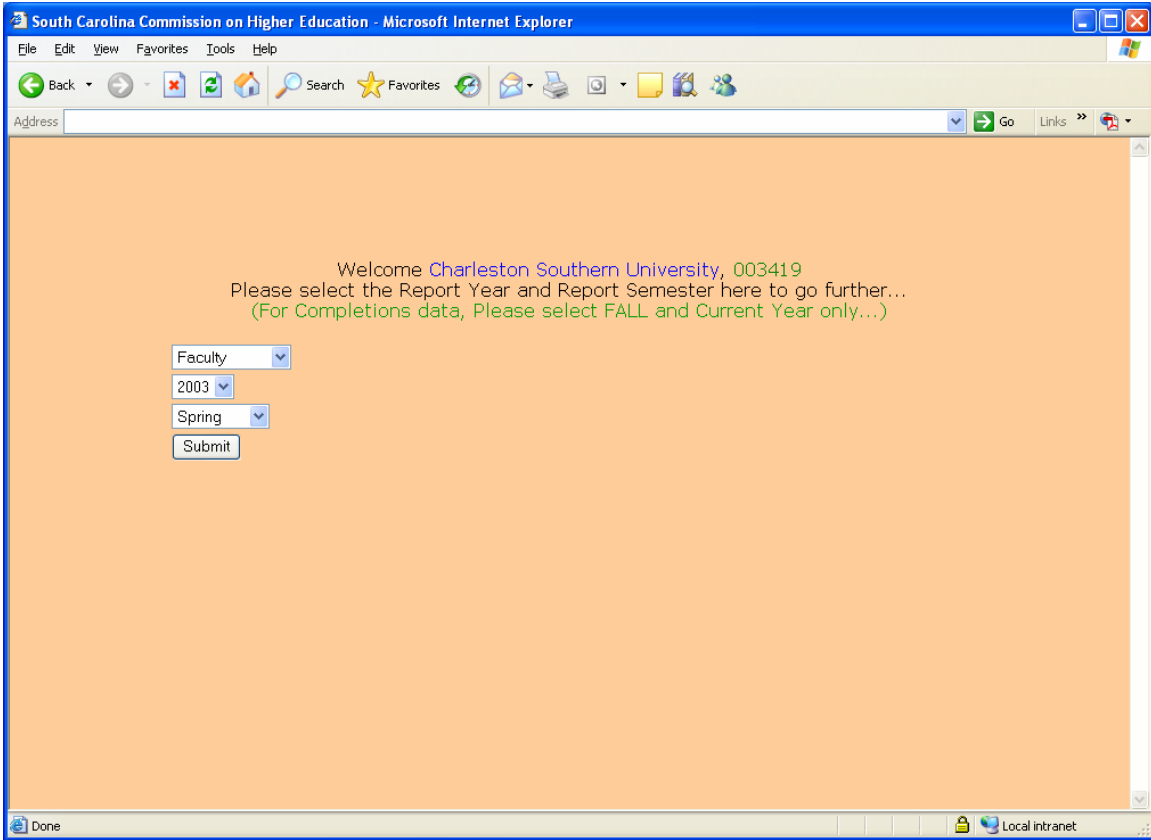 South Carolina Commission on Higher Education - Microsoft Internet Explorer
File Edit View Favorites Tools Help
Back Search Favorites
Address Go Links »
Welcome Charleston Southern University, 003419
Please select the Report Year and Report Semester here to go further...
(For Completions data, Please select FALL and Current Year only...)
Faculty
2003
Spring
Submit
Done Local intranet